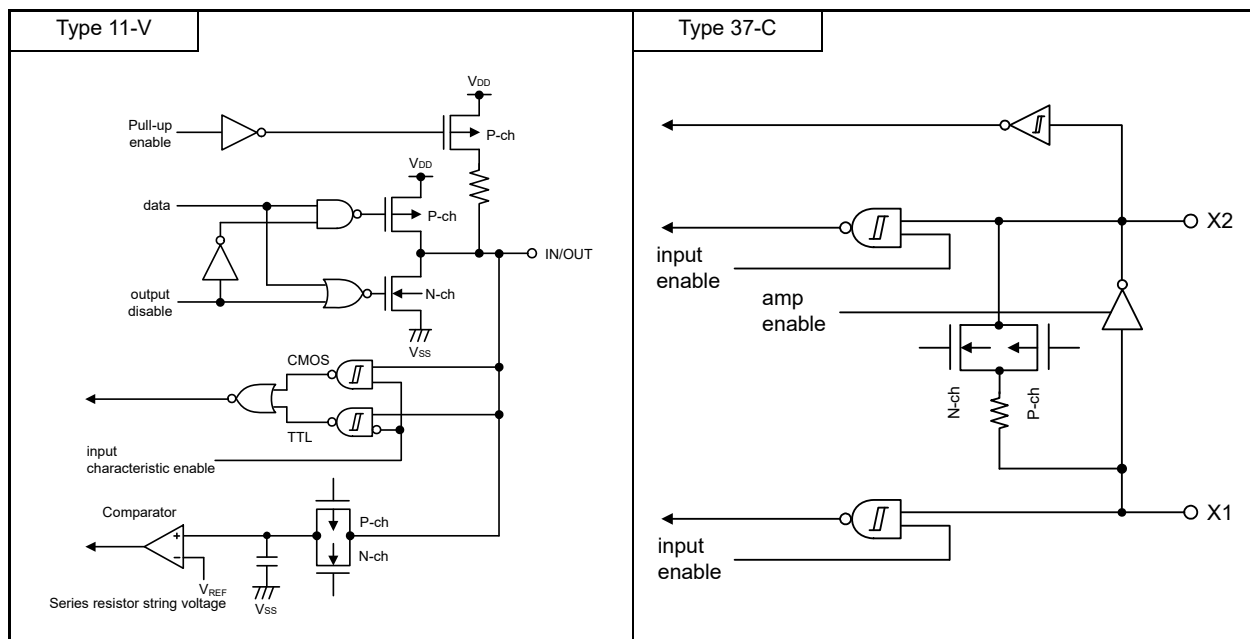 Type 11-V
VDD
Pull-up
enable
P-ch
VDD
data
P-ch
IN/OUT
output
disable
N-ch
VSS
CMOS
TTL
input
characteristic enable
Comparator
P-ch
N-ch
+
−
VREF
VSS
Series resistor string voltage
Type 37-C
X2
input
enable
amp
enable
N-ch
P-ch
X1
input
enable